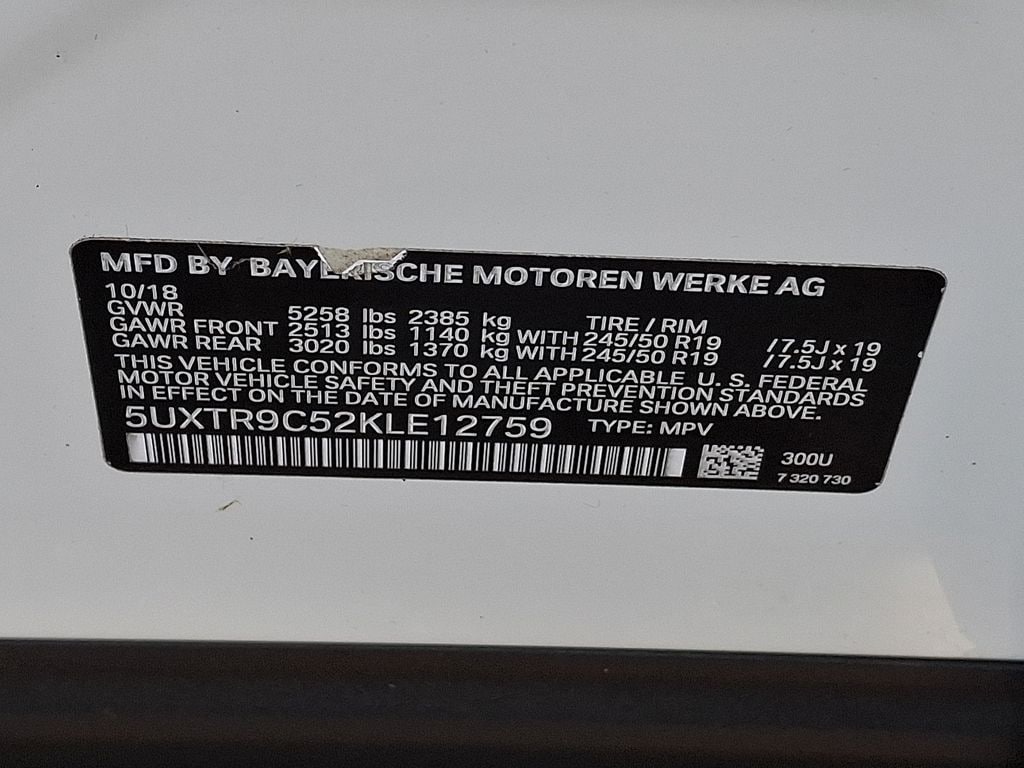 MFD BY BAYERISCHE MOTOREN WERKE AG
10/18
GVWR 5258 lbs 2385 kg TIRE / RIM
GAWR FRONT 2513 lbs 1140 kg WITH 245/50 R19 / 7.5J x 19
GAWR REAR 3020 lbs 1370 kg WITH 245/50 R19 / 7.5J x 19
THIS VEHICLE CONFORMS TO ALL APPLICABLE U. S. FEDERAL
MOTOR VEHICLE SAFETY AND THEFT PREVENTION STANDARDS
IN EFFECT ON THE DATE OF MANUFACTURE SHOWN ABOVE.
5UXTR9C52KLE12759 TYPE: MPV
300U
7 320 730